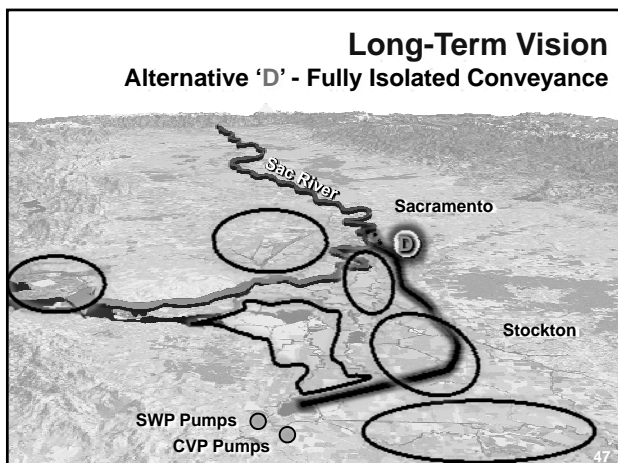 Long-Term Vision
Alternative ‘D’ - Fully Isolated Conveyance
Sac River
Sacramento
D
Stockton
SWP Pumps
CVP Pumps
47